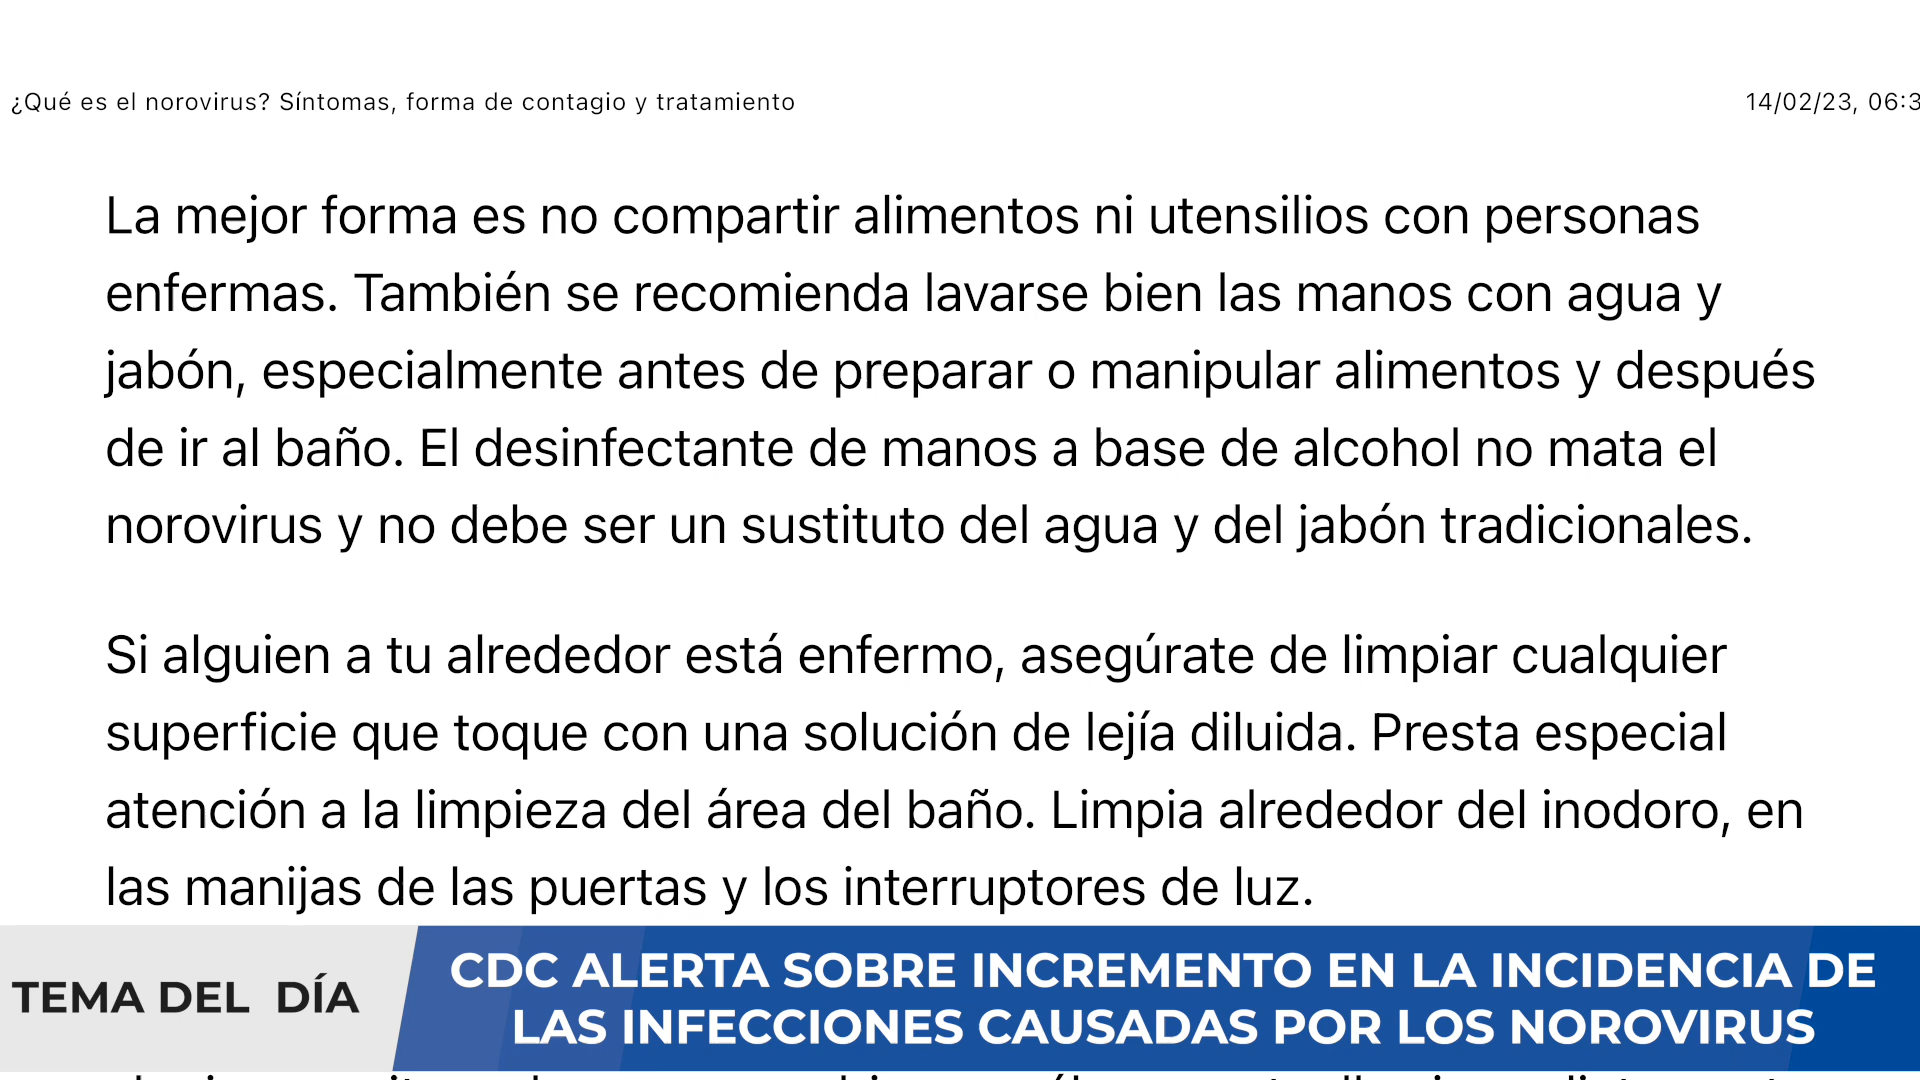 ¿Qué es el norovirus? Síntomas, forma de contagio y tratamiento
14/02/23, 06:3
La mejor forma es no compartir alimentos ni utensilios con personas
enfermas. También se recomienda lavarse bien las manos con agua y
jabón, especialmente antes de preparar o manipular alimentos y después
de ir al baño. El desinfectante de manos a base de alcohol no mata el
norovirus y no debe ser un sustituto del agua y del jabón tradicionales.
Si alguien a tu alrededor está enfermo, asegúrate de limpiar cualquier
superficie que toque con una solución de lejía diluida. Presta especial
atención a la limpieza del área del baño. Limpia alrededor del inodoro, en
las manijas de las puertas y los interruptores de luz.
TEMA DEL DÍA
CDC ALERTA SOBRE INCREMENTO EN LA INCIDENCIA DE
LAS INFECCIONES CAUSADAS POR LOS NOROVIRUS